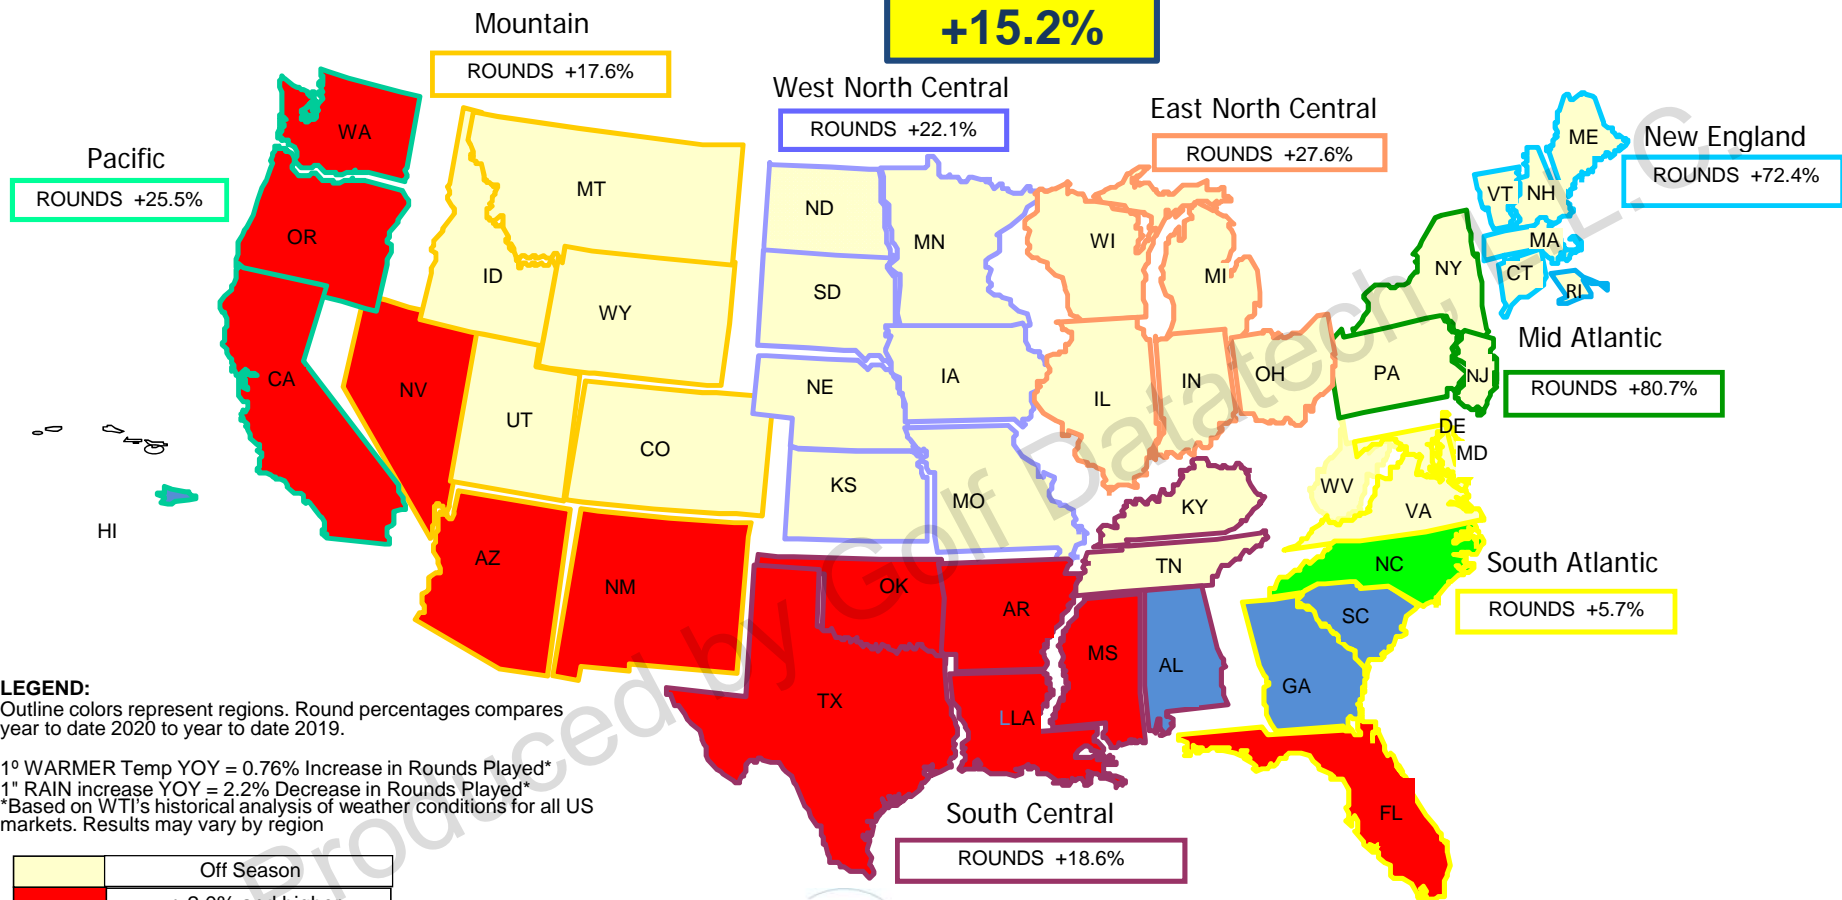 +15.2%
Mountain
ROUNDS +17.6%
West North Central
ROUNDS +22.1%
East North Central
ROUNDS +27.6%
New England
ROUNDS +72.4%
Pacific
ROUNDS +25.5%
Mid Atlantic
ROUNDS +80.7%
South Atlantic
ROUNDS +5.7%
South Central
ROUNDS +18.6%
WA
OR
CA
NV
HI
MT
ID
WY
UT
CO
AZ
NM
ND
SD
NE
KS
MN
IA
MO
WI
MI
IL
IN
OH
ME
VT
NH
MA
CT
RI
NY
PA
NJ
DE
MD
WV
VA
NC
SC
GA
FL
KY
TN
MS
AL
OK
AR
TX
LLA
LEGEND:
Outline colors represent regions. Round percentages compares
year to date 2020 to year to date 2019.
1º WARMER Temp YOY = 0.76% Increase in Rounds Played*
1" RAIN increase YOY = 2.2% Decrease in Rounds Played*
*Based on WTI's historical analysis of weather conditions for all US
markets. Results may vary by region
Off Season
and higher
Produced by Golf Datatech, L.L.C.